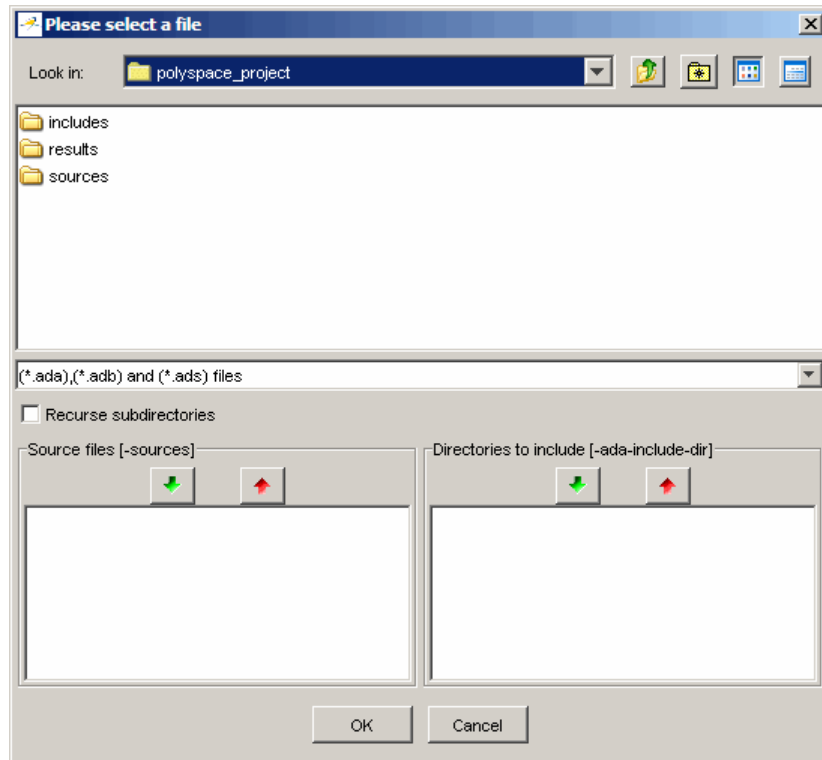 Please select a file
Look in: polyspace_project
includes
results
sources
(*.ada),(*.adb) and (*.ads) files
Recurse subdirectories
Source files [-sources] Directories to include [-ada-include-dir]
OK Cancel